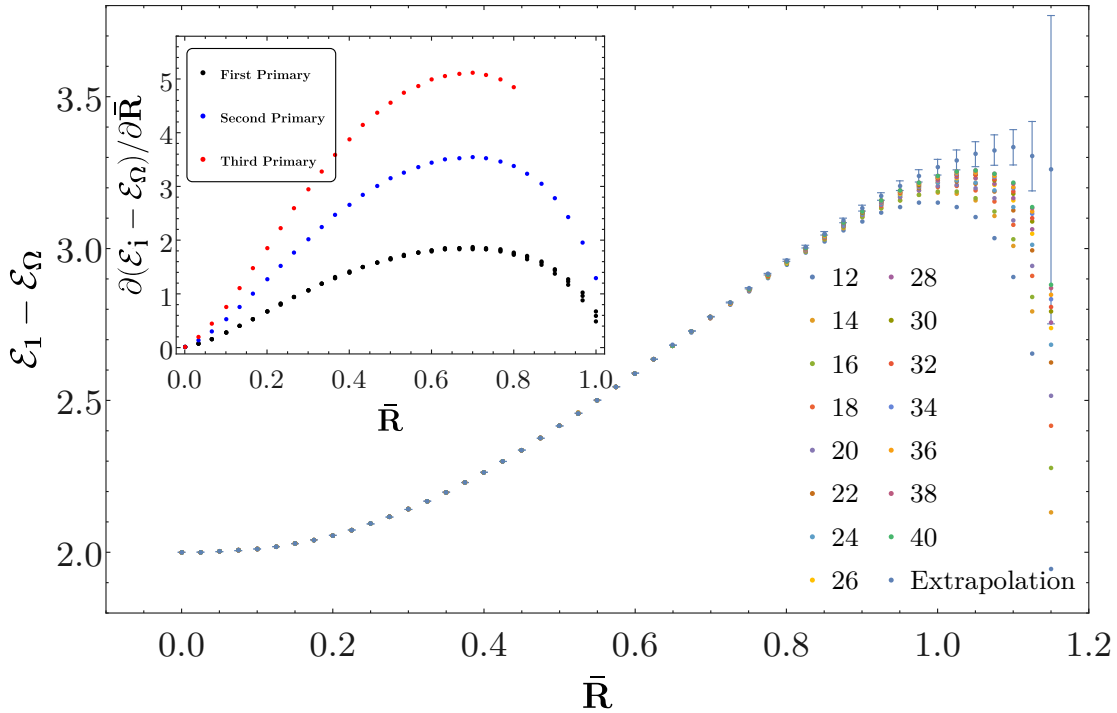 ℰ₁ − ℰ_Ω
3.5
3.0
2.5
2.0
∂(ℰ_i − ℰ_Ω)/∂R̄
5
4
3
2
1
0
First Primary
Second Primary
Third Primary
0.0 0.2 0.4 0.6 0.8 1.0
R̄
12 28
14 30
16 32
18 34
20 36
22 38
24 40
26 Extrapolation
0.0 0.2 0.4 0.6 0.8 1.0 1.2
R̄